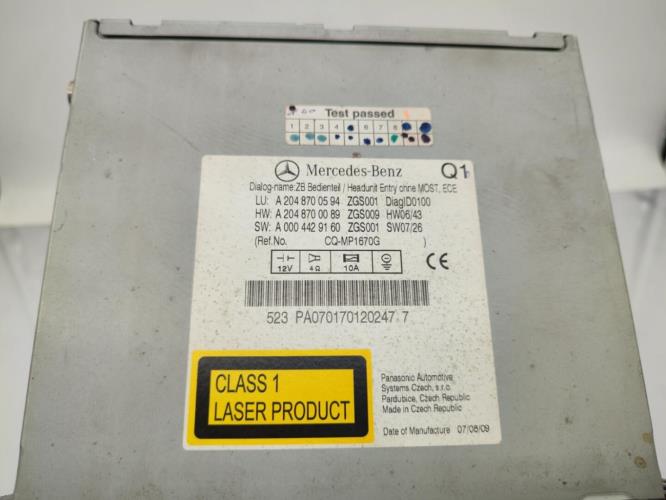 Test passed
1 2 3 4 5 6 7 8
Mercedes-Benz Q1
Dialog-name:ZB Bedienteil / Headunit Entry ohne MOST, ECE
LU: A 204 870 05 94 ZGS001 DiagID0100
HW: A 204 870 00 89 ZGS009 HW06/43
SW: A 000 442 91 60 ZGS001 SW07/26
(Ref.No. CQ-MP1670G )
12V 4 Ω 10A CE
523 PA070170120247 7
CLASS 1
LASER PRODUCT
Panasonic Automotive
Systems Czech, s.r.o.
Pardubice, Czech Republic
Made in Czech Republic
Date of Manufacture 07/08/09